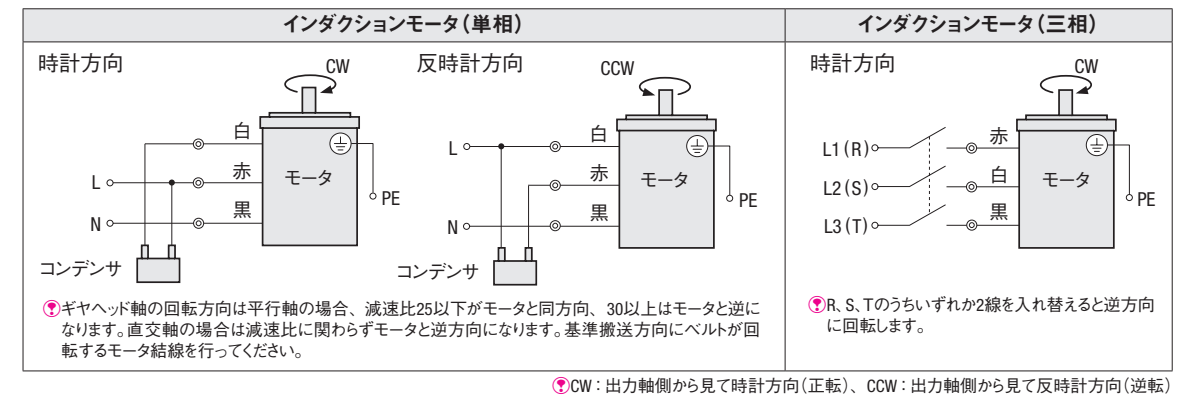 インダクションモータ（単相）
時計方向
CW
白
L
赤
モータ
N
黒
PE
コンデンサ
反時計方向
CCW
L
白
赤
モータ
N
黒
PE
コンデンサ
ギヤヘッド軸の回転方向は平行軸の場合、減速比25以下がモータと同方向、30以上はモータと逆に
なります。直交軸の場合は減速比に関わらずモータと逆方向になります。基準搬送方向にベルトが回
転するモータ結線を行ってください。
インダクションモータ（三相）
時計方向
CW
L1（R）
赤
L2（S）
白
モータ
L3（T）
黒
PE
R、S、Tのうちいずれか2線を入れ替えると逆方向
に回転します。
CW：出力軸側から見て時計方向（正転）、CCW：出力軸側から見て反時計方向（逆転）